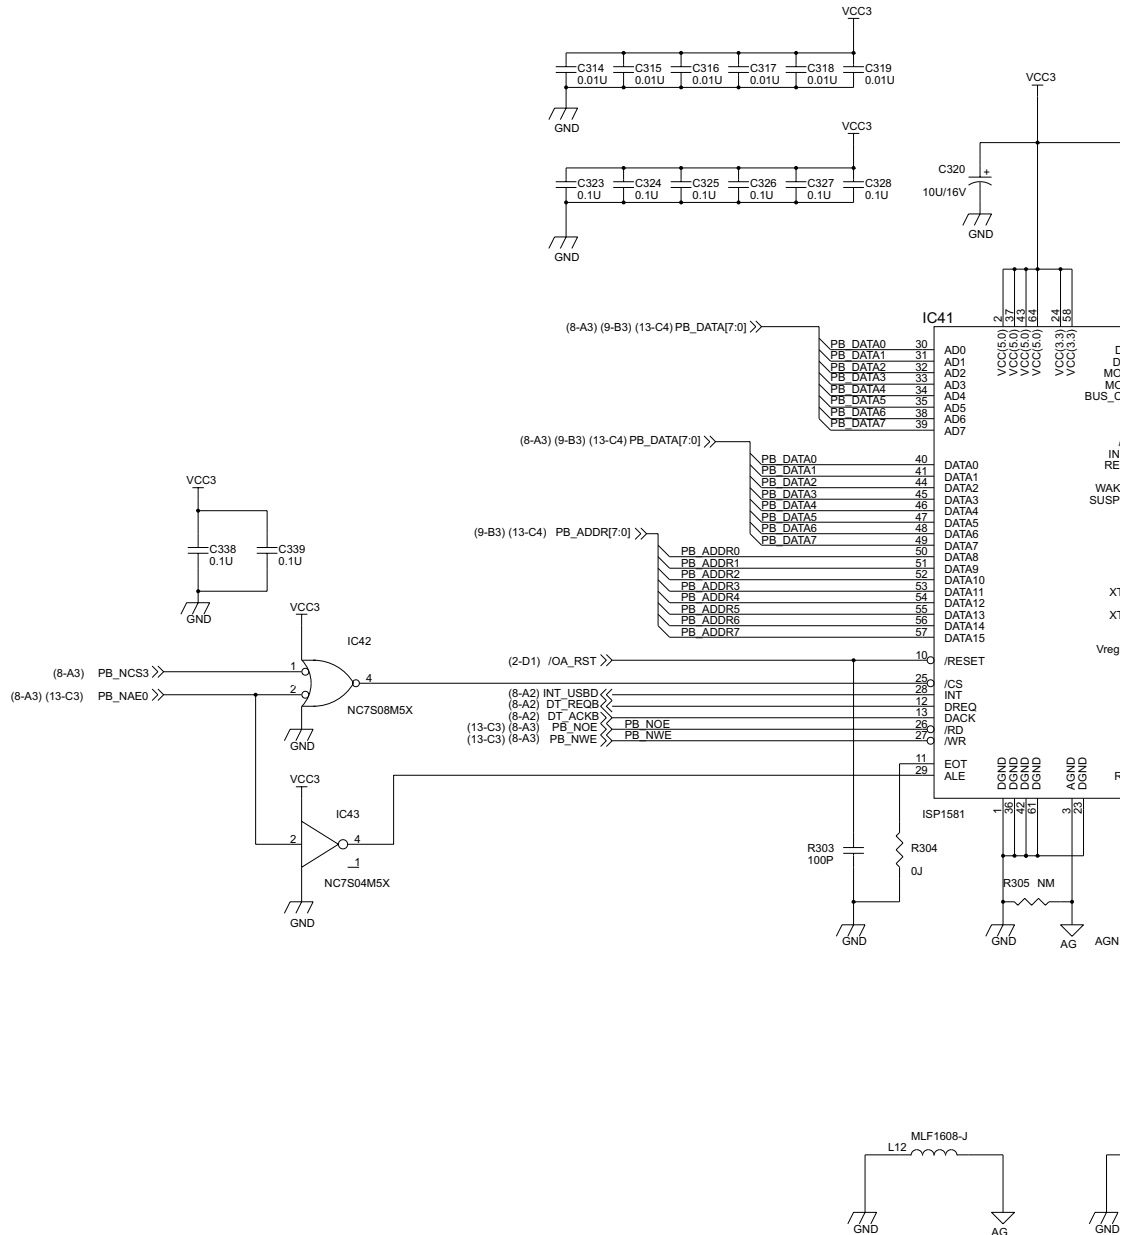 VCC3
C314 C315 C316 C317 C318 C319
0.01U 0.01U 0.01U 0.01U 0.01U 0.01U
GND
VCC3
VCC3
C323 C324 C325 C326 C327 C328
0.1U 0.1U 0.1U 0.1U 0.1U 0.1U
GND
C320
+
10U/16V
GND
IC41
2 37 43 64 24 58
VCC(5.0) VCC(5.0) VCC(5.0) VCC(5.0) VCC(3.3) VCC(3.3)
(8-A3) (9-B3) (13-C4) PB_DATA[7:0]
PB_DATA0 30 AD0
PB_DATA1 31 AD1
PB_DATA2 32 AD2
PB_DATA3 33 AD3
PB_DATA4 34 AD4
PB_DATA5 35 AD5
PB_DATA6 38 AD6
PB_DATA7 39 AD7
D
D
MO
MO
BUS_C
(8-A3) (9-B3) (13-C4) PB_DATA[7:0]
PB_DATA0 40 DATA0
PB_DATA1 41 DATA1
PB_DATA2 44 DATA2
PB_DATA3 45 DATA3
PB_DATA4 46 DATA4
PB_DATA5 47 DATA5
PB_DATA6 48 DATA6
PB_DATA7 49 DATA7
/
IN
RE
WAK
SUSP
(9-B3) (13-C4) PB_ADDR[7:0]
PB_ADDR0 50 DATA8
PB_ADDR1 51 DATA9
PB_ADDR2 52 DATA10
PB_ADDR3 53 DATA11
PB_ADDR4 54 DATA12
PB_ADDR5 55 DATA13
PB_ADDR6 56 DATA14
PB_ADDR7 57 DATA15
XT
XT
Vreg
VCC3
C338 C339
0.1U 0.1U
GND
VCC3
IC42
(8-A3) PB_NCS3 1
(8-A3) (13-C3) PB_NAE0 2
4
NC7S08M5X
GND
(2-D1) /OA_RST 10 /RESET
25 /CS
(8-A2) INT_USBD 28 INT
(8-A2) DT_REQB 12 DREQ
(8-A2) DT_ACKB 13 DACK
(13-C3) (8-A3) PB_NOE PB_NOE 26 /RD
(13-C3) (8-A3) PB_NWE PB_NWE 27 /WR
11 EOT
29 ALE
R
DGND DGND DGND DGND AGND DGND
1 36 42 61 3 23
ISP1581
VCC3
IC43
2 4
1
NC7S04M5X
GND
R303
100P
R304
0J
GND
R305 NM
GND
AG
AGN
MLF1608-J
L12
GND
AG
GND